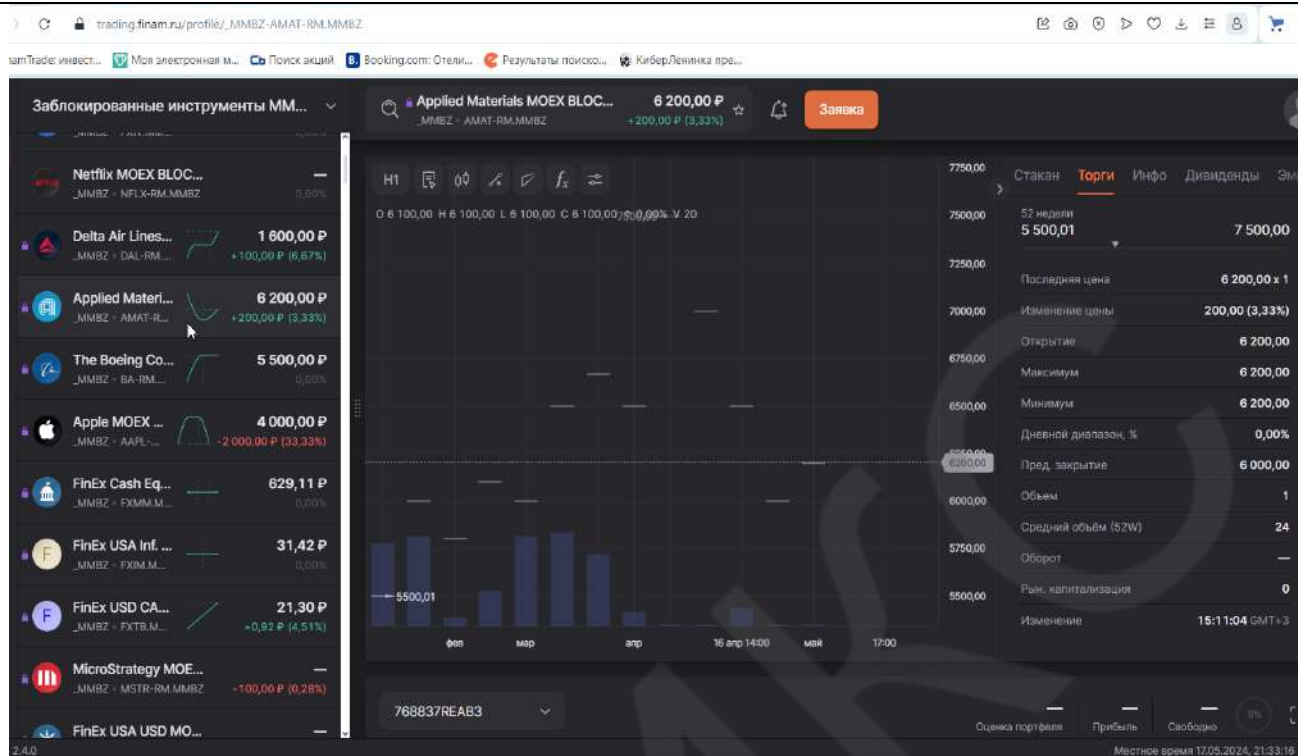 trading.finam.ru/profile/_MMBZ-AMAT-RM.MMBZ
Моя электронная м...
Поиск акций
Booking.com: Отели...
Результаты поиско...
КиберЛенинка пре...
Заблокированные инструменты ММ...
Netflix MOEX BLOC...
—
_MMBZ • NFLX-RM.MMBZ
0,00%
Delta Air Lines...
1 600,00 ₽
_MMBZ • DAL-RM....
+100,00 ₽ (6,67%)
Applied Materi...
6 200,00 ₽
_MMBZ • AMAT-R...
+200,00 ₽ (3,33%)
The Boeing Co...
5 500,00 ₽
_MMBZ • BA-RM....
0,00%
Apple MOEX ...
4 000,00 ₽
_MMBZ • AAPL-...
-2 000,00 ₽ (33,33%)
FinEx Cash Eq...
629,11 ₽
_MMBZ • FXMM.M...
0,00%
FinEx USA Inf. ...
31,42 ₽
_MMBZ • FXIM.M...
0,00%
FinEx USD CA...
21,30 ₽
_MMBZ • FXTB.M...
+0,92 ₽ (4,51%)
MicroStrategy MOE...
—
_MMBZ • MSTR-RM.MMBZ
-100,00 ₽ (0,28%)
FinEx USA USD MO...
—
2.4.0
Applied Materials MOEX BLOC...
6 200,00 ₽
_MMBZ • AMAT-RM.MMBZ
+200,00 ₽ (3,33%)
Заявка
H1
O 6 100,00 H 6 100,00 L 6 100,00 C 6 100,00
0,00% V 20
7750,00
7500,00
7250,00
7000,00
6750,00
6500,00
6200,00
6000,00
5750,00
5500,00
5500,01
фев
мар
апр
16 апр 14:00
май
17:00
Стакан
Торги
Инфо
Дивиденды
52 недели
5 500,01
7 500,00
Последняя цена
6 200,00 x 1
Изменение цены
200,00 (3,33%)
Открытие
6 200,00
Максимум
6 200,00
Минимум
6 200,00
Дневной диапазон, %
0,00%
Пред. закрытие
6 000,00
Объем
1
Средний объём (52W)
24
Оборот
—
Рын. капитализация
0
Изменение
15:11:04 GMT+3
768837REAB3
Оценка портфеля
Прибыль
Свободно
0%
Местное время 17.05.2024, 21:33:16